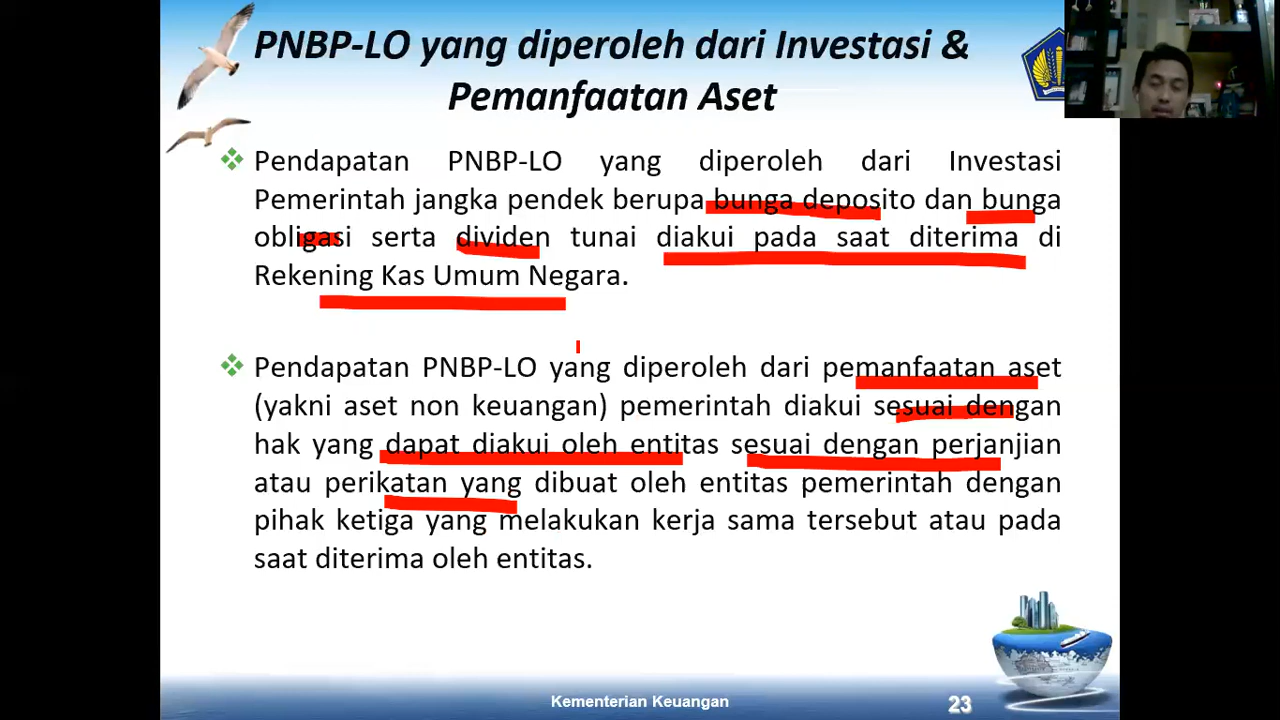 PNBP-LO yang diperoleh dari Investasi &
Pemanfaatan Aset
Pendapatan PNBP-LO yang diperoleh dari Investasi
Pemerintah jangka pendek berupa bunga deposito dan bunga
obligasi serta dividen tunai diakui pada saat diterima di
Rekening Kas Umum Negara.
Pendapatan PNBP-LO yang diperoleh dari pemanfaatan aset
(yakni aset non keuangan) pemerintah diakui sesuai dengan
hak yang dapat diakui oleh entitas sesuai dengan perjanjian
atau perikatan yang dibuat oleh entitas pemerintah dengan
pihak ketiga yang melakukan kerja sama tersebut atau pada
saat diterima oleh entitas.
Kementerian Keuangan
23